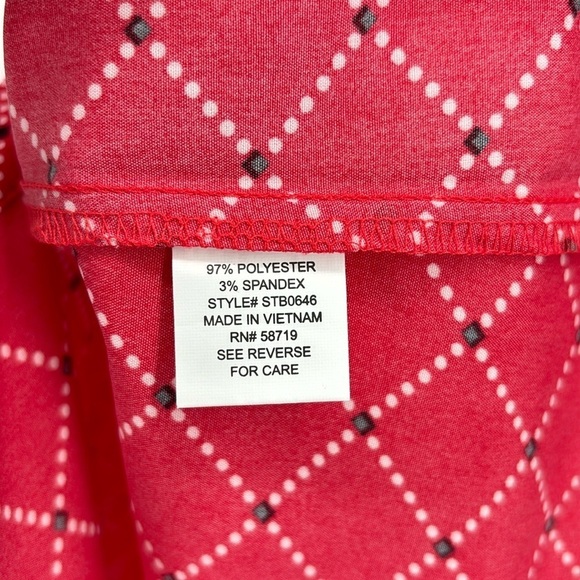 97% POLYESTER
3% SPANDEX
STYLE# STB0646
MADE IN VIETNAM
RN# 58719
SEE REVERSE
FOR CARE